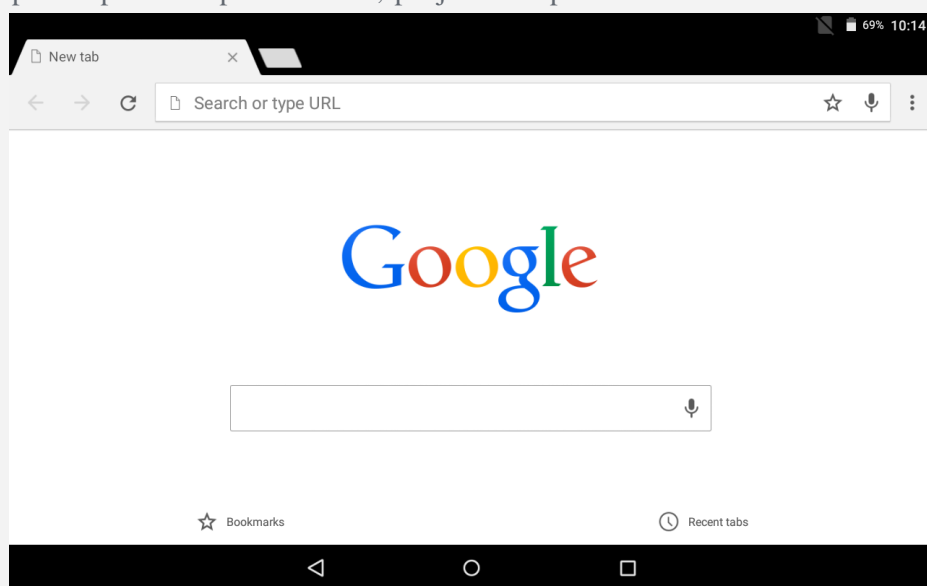 69% 10:14
New tab
Search or type URL
Google
Bookmarks
Recent tabs